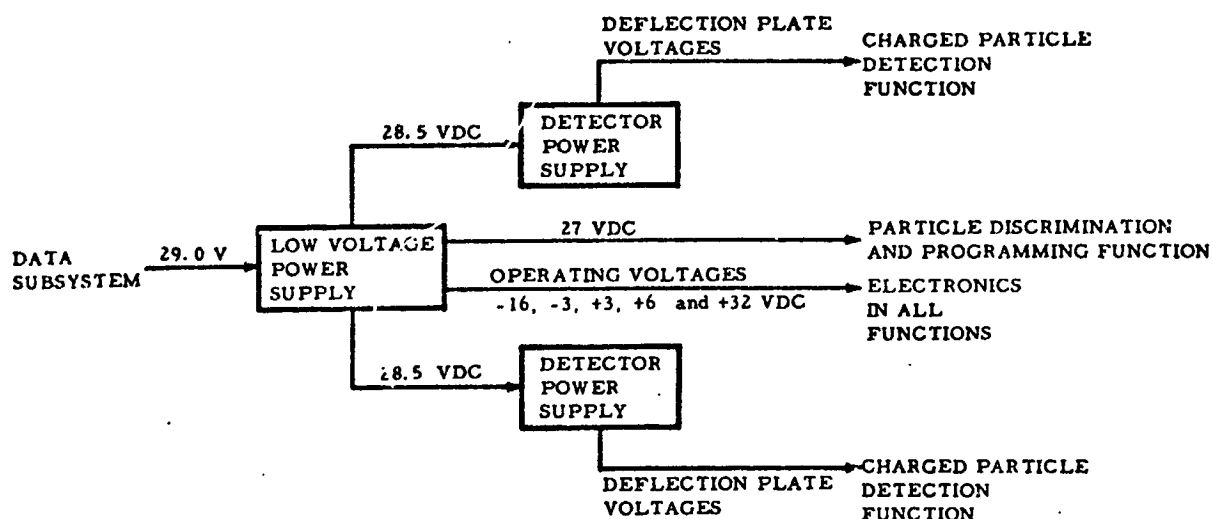 DEFLECTION PLATE
VOLTAGES
CHARGED PARTICLE
DETECTION
FUNCTION
28.5 VDC
DETECTOR
POWER
SUPPLY
DATA
SUBSYSTEM
29.0 V
LOW VOLTAGE
POWER
SUPPLY
27 VDC
PARTICLE DISCRIMINATION
AND PROGRAMMING FUNCTION
OPERATING VOLTAGES
-16, -3, +3, +6 and +32 VDC
ELECTRONICS
IN ALL
FUNCTIONS
28.5 VDC
DETECTOR
POWER
SUPPLY
DEFLECTION PLATE
VOLTAGES
CHARGED PARTICLE
DETECTION
FUNCTION